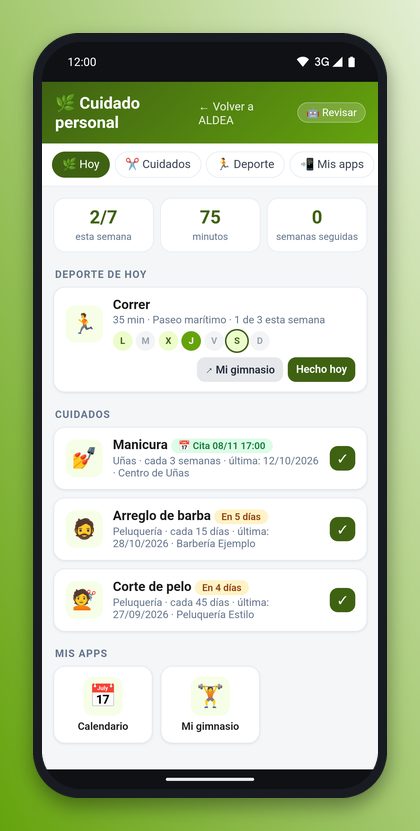 12:00
3G
🌿 Cuidado
personal
← Volver a
ALDEA
🤖 Revisar
🌿 Hoy
✂️ Cuidados
🏃 Deporte
📲 Mis apps
2/7
esta semana
75
minutos
0
semanas seguidas
DEPORTE DE HOY
Correr
35 min · Paseo marítimo · 1 de 3 esta semana
L M X J V S D
↗ Mi gimnasio
Hecho hoy
CUIDADOS
Manicura
📅 Cita 08/11 17:00
Uñas · cada 3 semanas · última: 12/10/2026
· Centro de Uñas
✓
Arreglo de barba
En 5 días
Peluquería · cada 15 días · última:
28/10/2026 · Barbería Ejemplo
✓
Corte de pelo
En 4 días
Peluquería · cada 45 días · última:
27/09/2026 · Peluquería Estilo
✓
MIS APPS
July
17
Calendario
Mi gimnasio